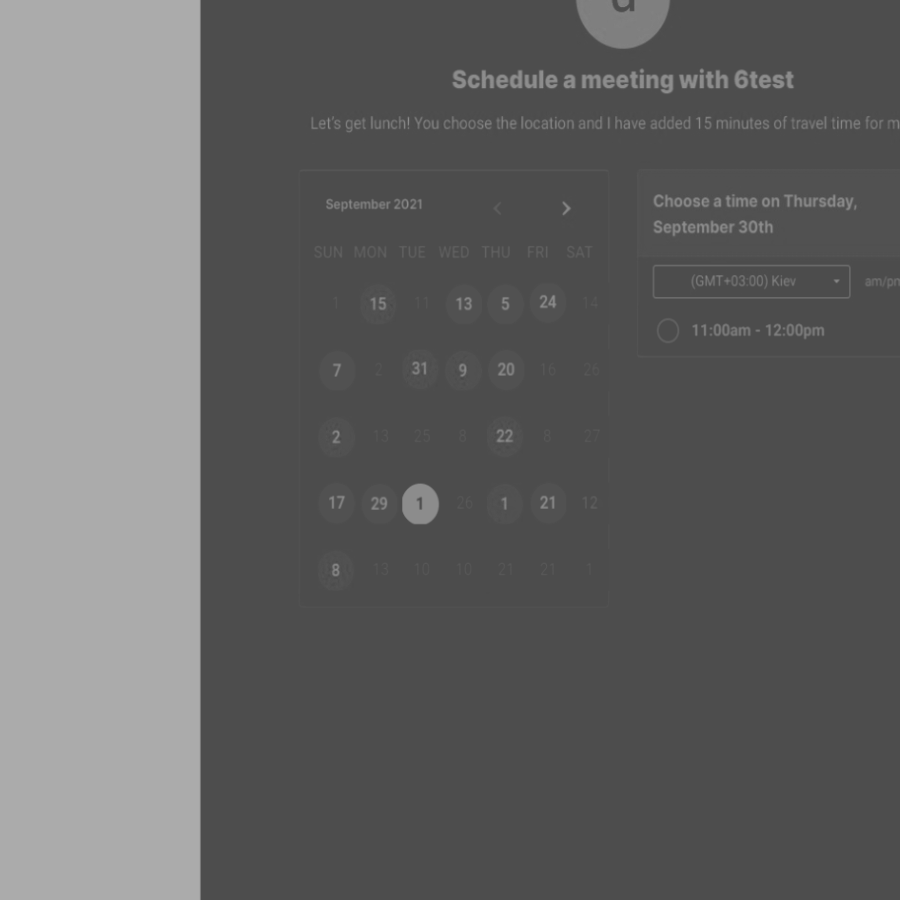 Schedule a meeting with 6test
Let's get lunch! You choose the location and I have added 15 minutes of travel time for m
September 2021
SUN MON TUE WED THU FRI SAT
1 15 11 13 5 24 14
7 2 31 9 20 16 26
2 13 25 8 22 8 27
17 29 1 26 1 21 12
8 13 10 10 21 21 1
Choose a time on Thursday,
September 30th
(GMT+03:00) Kiev am/pm
11:00am - 12:00pm